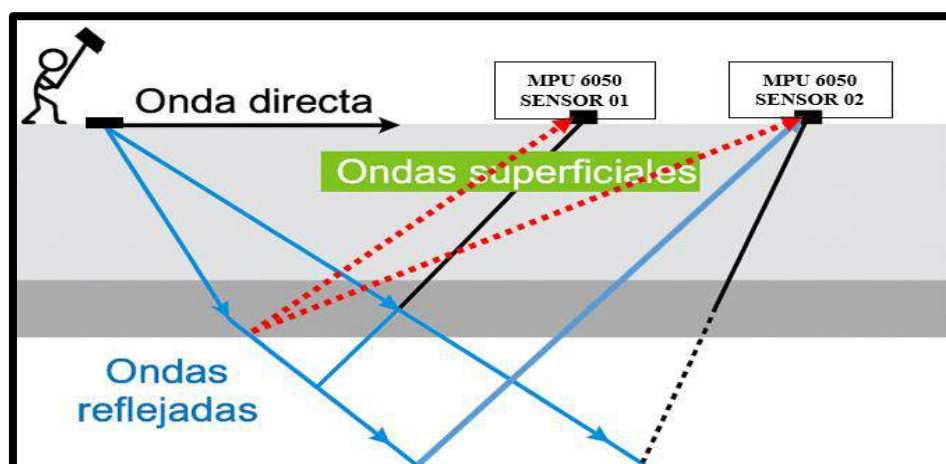 MPU 6050
SENSOR 01
MPU 6050
SENSOR 02
Onda directa
Ondas superficiales
Ondas
reflejadas